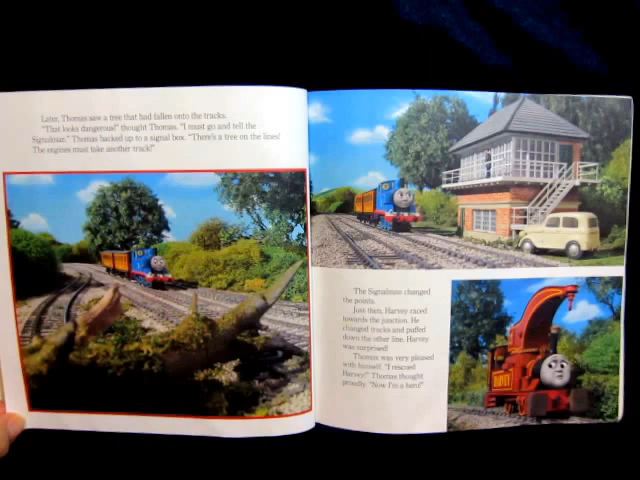 Later, Thomas saw a tree that had fallen onto the tracks.
"That looks dangerous!" thought Thomas. "I must go and tell the
Signalman." Thomas backed up to a signal box. "There's a tree on the lines!
The engines must take another track!"
The Signalman changed
the points.
Just then, Harvey raced
towards the junction. He
changed tracks and puffed
down the other line. Harvey
was surprised!
Thomas was very pleased
with himself. "I rescued
Harvey!" Thomas thought
proudly. "Now I'm a hero!"
HARVEY